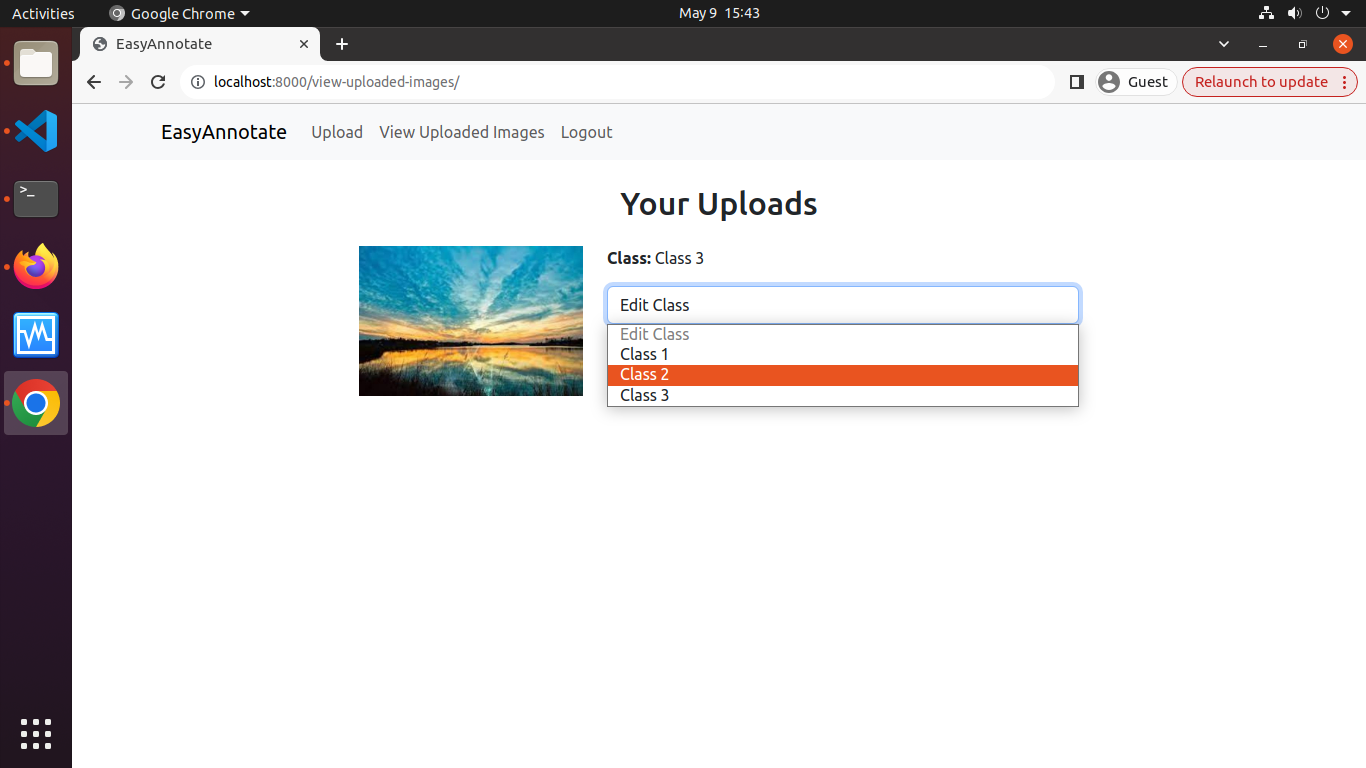 Activities Google Chrome May 9 15:43
EasyAnnotate
localhost:8000/view-uploaded-images/ Guest Relaunch to update
EasyAnnotate Upload View Uploaded Images Logout
Your Uploads
Class: Class 3
Edit Class
Edit Class
Class 1
Class 2
Class 3
>_